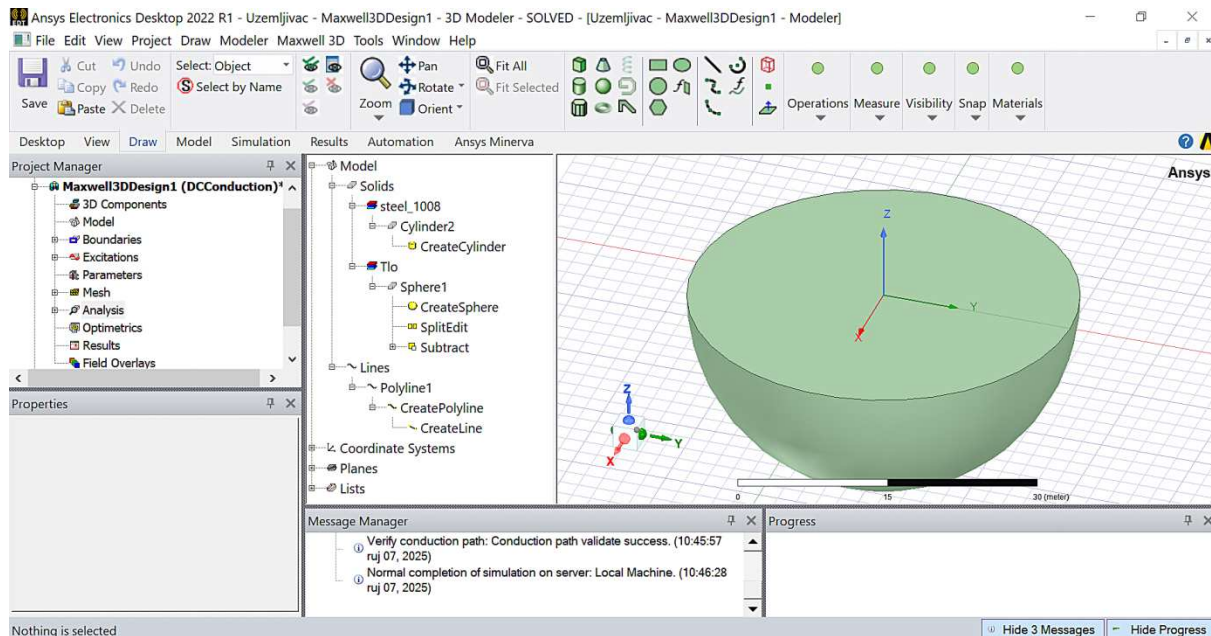 Ansys Electronics Desktop 2022 R1 - Uzemljivac - Maxwell3DDesign1 - 3D Modeler - SOLVED - [Uzemljivac - Maxwell3DDesign1 - Modeler]
File Edit View Project Draw Modeler Maxwell 3D Tools Window Help
Save
Cut
Undo
Copy
Redo
Paste
Delete
Select: Object
Select by Name
Zoom
Pan
Rotate
Orient
Fit All
Fit Selected
Operations
Measure
Visibility
Snap
Materials
Desktop View Draw Model Simulation Results Automation Ansys Minerva
Project Manager
Maxwell3DDesign1 (DCConduction)*
3D Components
Model
Boundaries
Excitations
Parameters
Mesh
Analysis
Optimetrics
Results
Field Overlays
Properties
Model
Solids
steel_1008
Cylinder2
CreateCylinder
Tlo
Sphere1
CreateSphere
SplitEdit
Subtract
Lines
Polyline1
CreatePolyline
CreateLine
Coordinate Systems
Planes
Lists
Ansys
Z
Y
X
Z
Y
X
0
15
30 (meter)
Message Manager
Verify conduction path: Conduction path validate success. (10:45:57
ruj 07, 2025)
Normal completion of simulation on server: Local Machine. (10:46:28
ruj 07, 2025)
Progress
Nothing is selected
Hide 3 Messages
Hide Progress